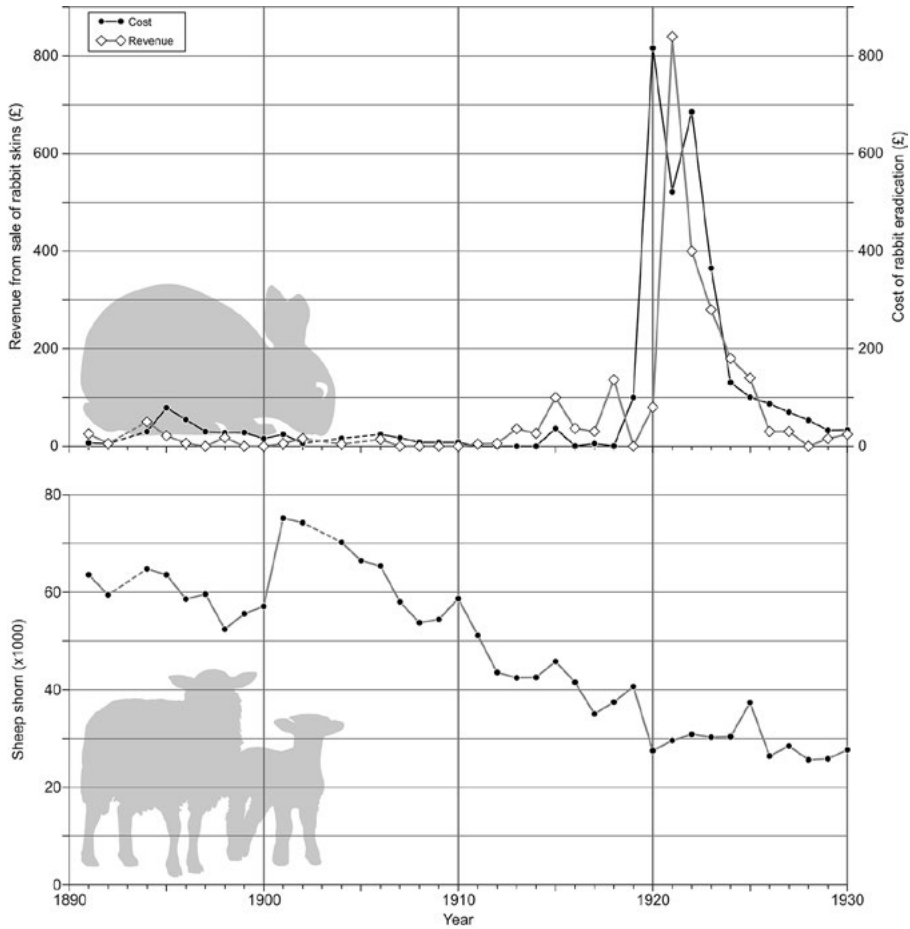 Cost
Revenue
Revenue from sale of rabbit skins (£)
800
600
400
200
0
Cost of rabbit eradication (£)
800
600
400
200
0
Sheep shorn (x1000)
80
60
40
20
0
1890 1900 1910 1920 1930
Year